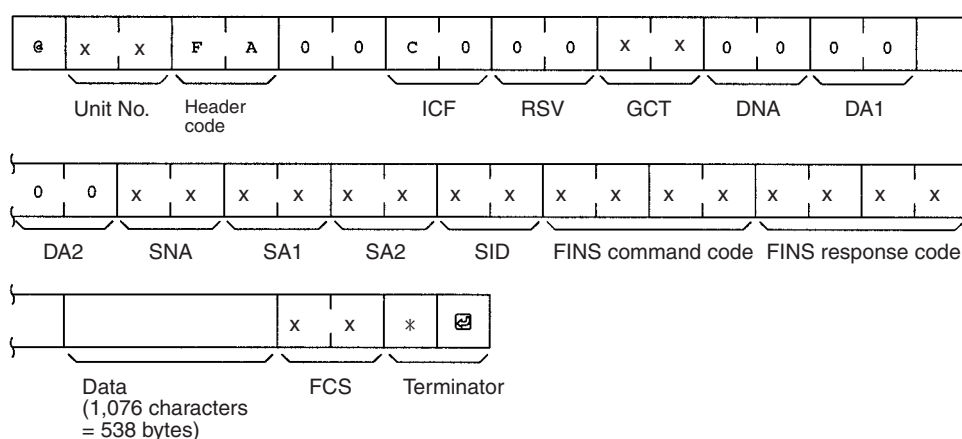 @ x x F A 0 0 C 0 0 0 x x 0 0 0 0
Unit No. Header code ICF RSV GCT DNA DA1
0 0 x x x x x x x x x x x x x x x x
DA2 SNA SA1 SA2 SID FINS command code FINS response code
x x * ↵
Data FCS Terminator
(1,076 characters
= 538 bytes)